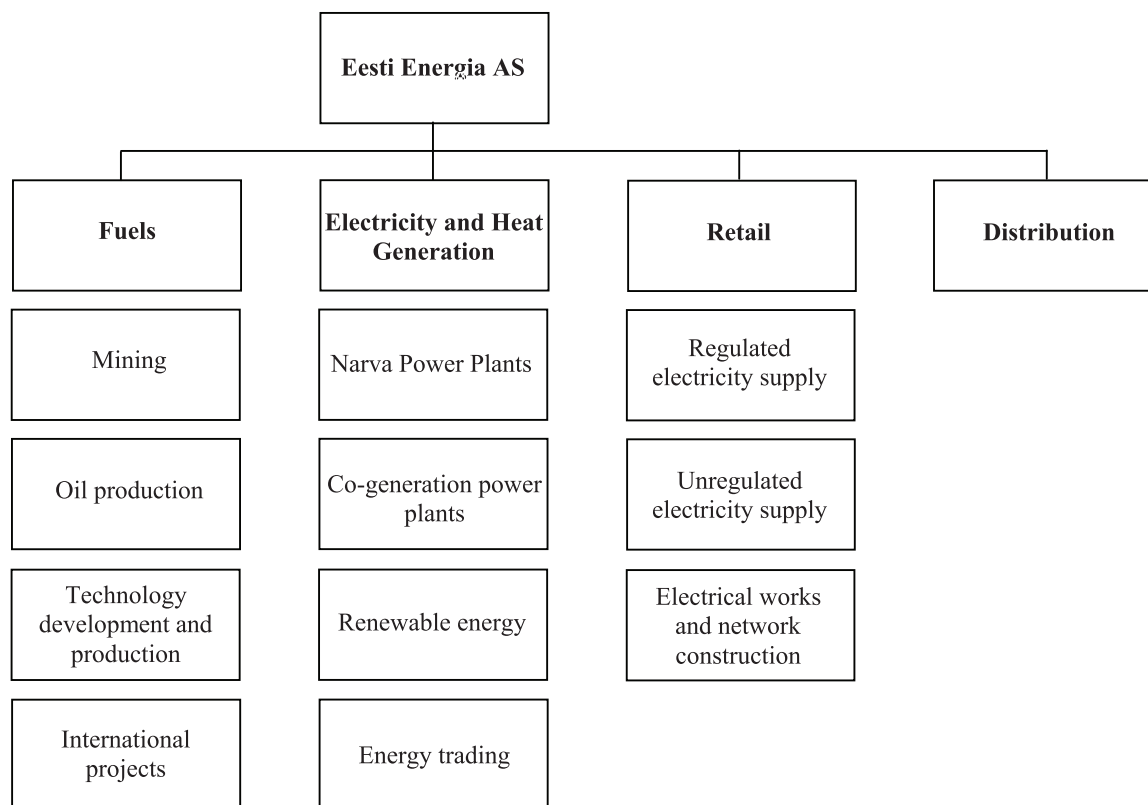 Eesti Energia AS
Fuels
Electricity and Heat
Generation
Retail
Distribution
Mining
Narva Power Plants
Regulated
electricity supply
Oil production
Co-generation power
plants
Unregulated
electricity supply
Technology
development and
production
Renewable energy
Electrical works
and network
construction
International
projects
Energy trading